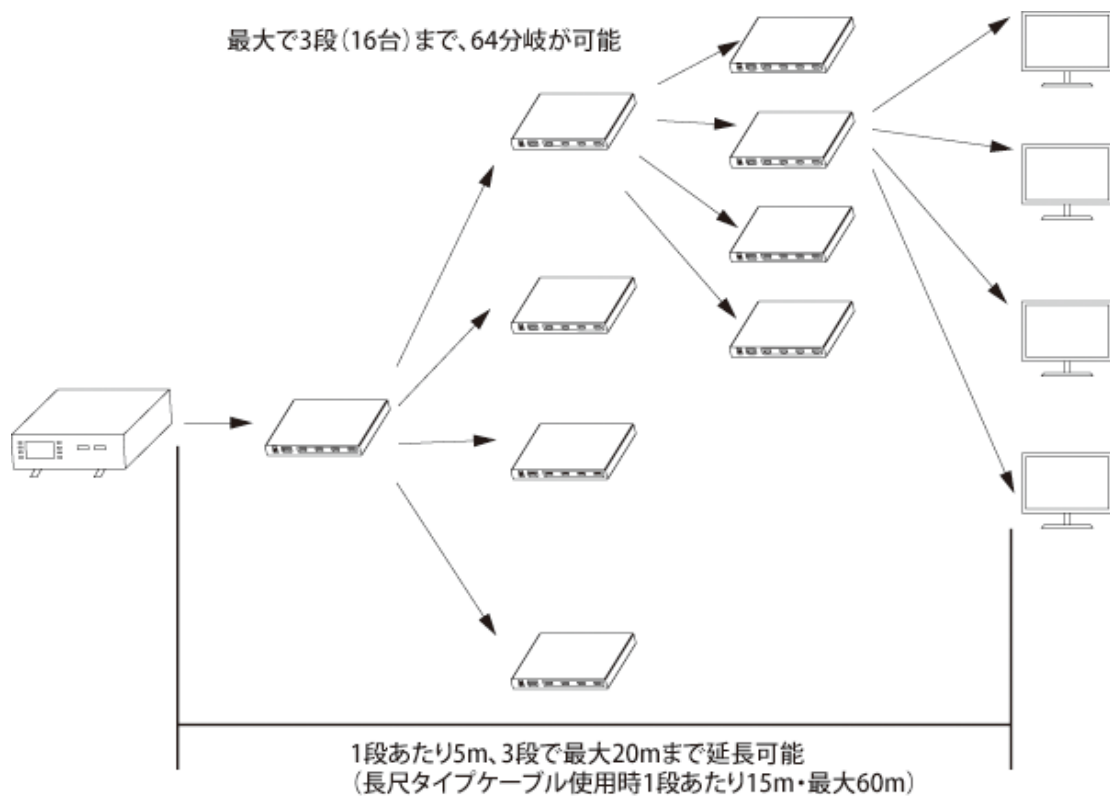 最大で3段（16台）まで、64分岐が可能
1段あたり5m、3段で最大20mまで延長可能
（長尺タイプケーブル使用時1段あたり15m・最大60m）